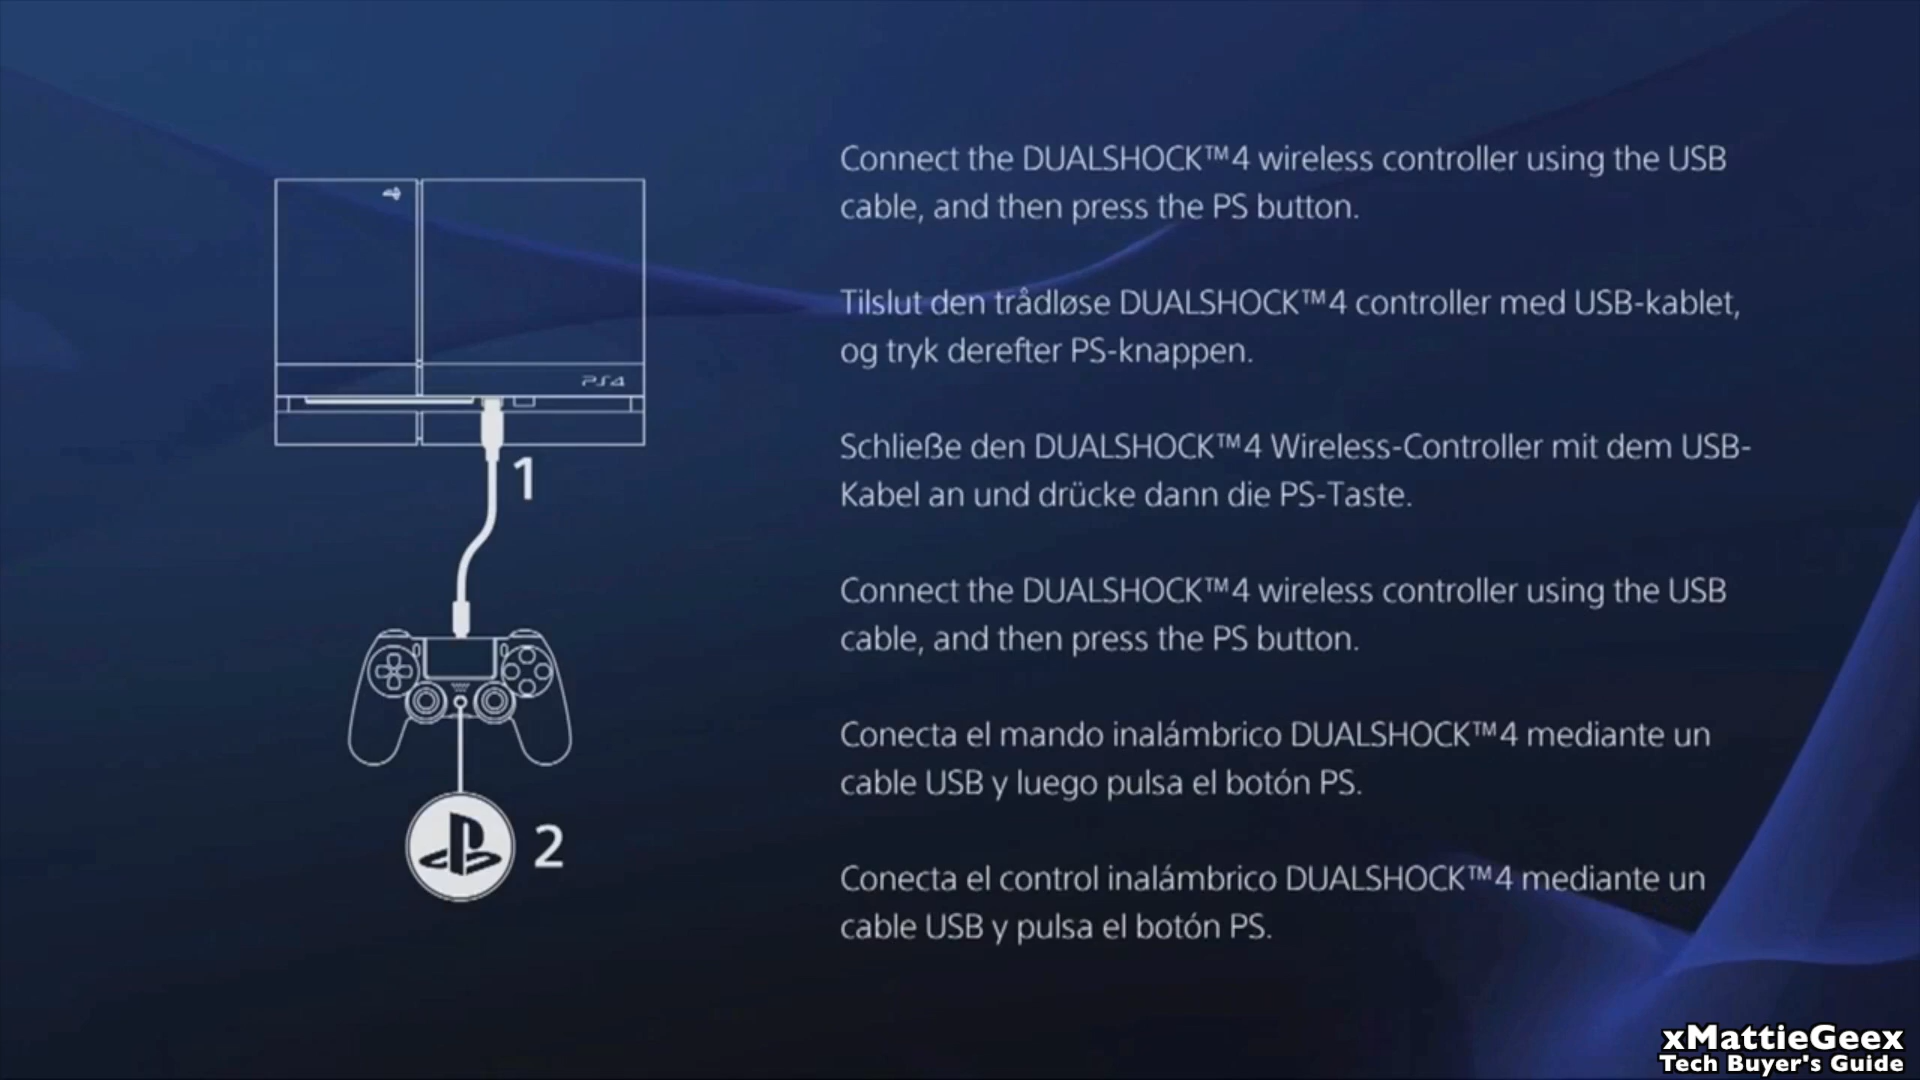 PS4
1
2
Connect the DUALSHOCK™4 wireless controller using the USB
cable, and then press the PS button.
Tilslut den trådløse DUALSHOCK™4 controller med USB-kablet,
og tryk derefter PS-knappen.
Schließe den DUALSHOCK™4 Wireless-Controller mit dem USB-
Kabel an und drücke dann die PS-Taste.
Connect the DUALSHOCK™4 wireless controller using the USB
cable, and then press the PS button.
Conecta el mando inalámbrico DUALSHOCK™4 mediante un
cable USB y luego pulsa el botón PS.
Conecta el control inalámbrico DUALSHOCK™4 mediante un
cable USB y pulsa el botón PS.
xMattieGeex
Tech Buyer's Guide